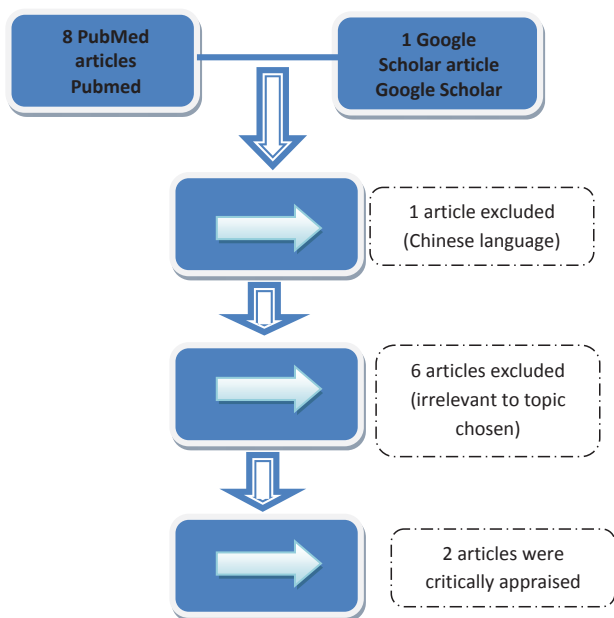 8 PubMed
articles
Pubmed
1 Google
Scholar article
Google Scholar
1 article excluded
(Chinese language)
6 articles excluded
(irrelevant to topic
chosen)
2 articles were
critically appraised